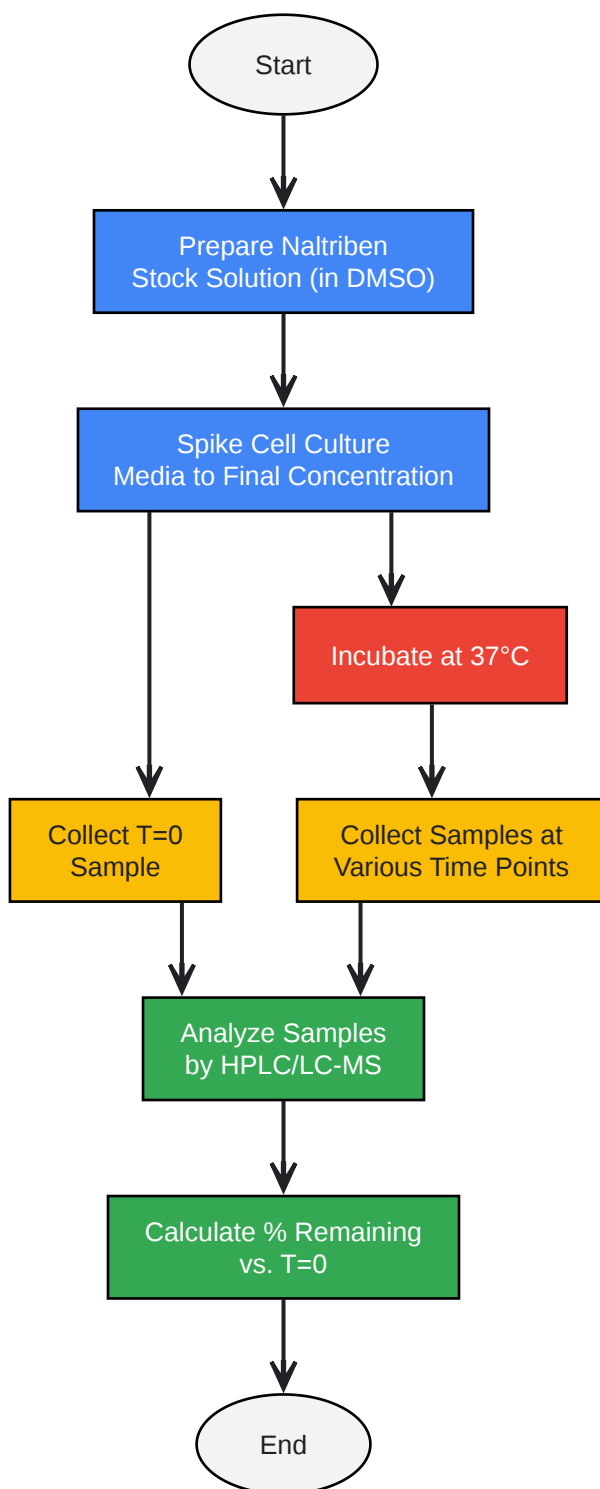 Start
Prepare Naltriben
Stock Solution (in DMSO)
Spike Cell Culture
Media to Final Concentration
Incubate at 37°C
Collect T=0
Sample
Collect Samples at
Various Time Points
Analyze Samples
by HPLC/LC-MS
Calculate % Remaining
vs. T=0
End